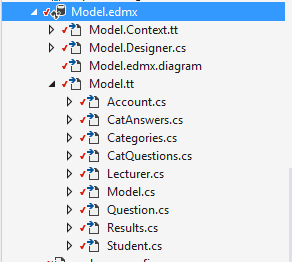 Model.edmx
Model.Context.tt
Model.Designer.cs
Model.edmx.diagram
Model.tt
Account.cs
CatAnswers.cs
Categories.cs
CatQuestions.cs
Lecturer.cs
Model.cs
Question.cs
Results.cs
Student.cs